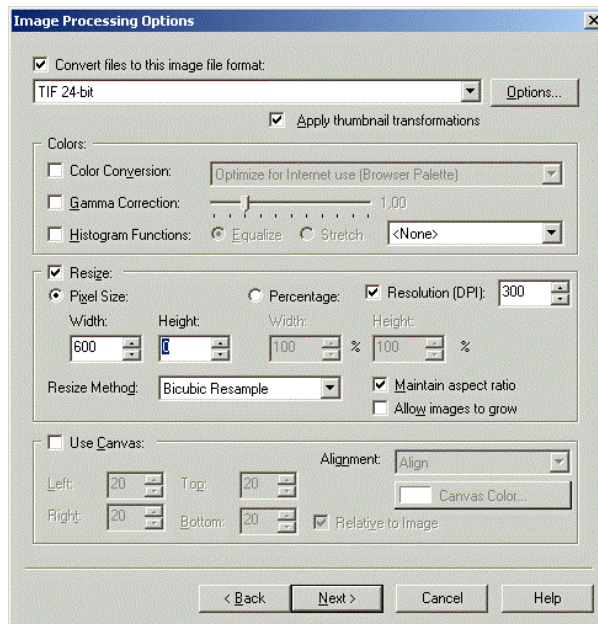 Image Processing Options
Convert files to this image file format:
TIF 24-bit
Options...
Apply thumbnail transformations
Colors:
Color Conversion:
Optimize for Internet use (Browser Palette)
Gamma Correction:
1,00
Histogram Functions:
Equalize
Stretch
<None>
Resize:
Pixel Size:
Percentage:
Resolution (DPI):
300
Width:
Height:
Width:
Height:
600
0
100
%
100
%
Resize Method:
Bicubic Resample
Maintain aspect ratio
Allow images to grow
Use Canvas:
Alignment:
Align
Left:
20
Top:
20
Canvas Color...
Right:
20
Bottom:
20
Relative to Image
< Back
Next >
Cancel
Help